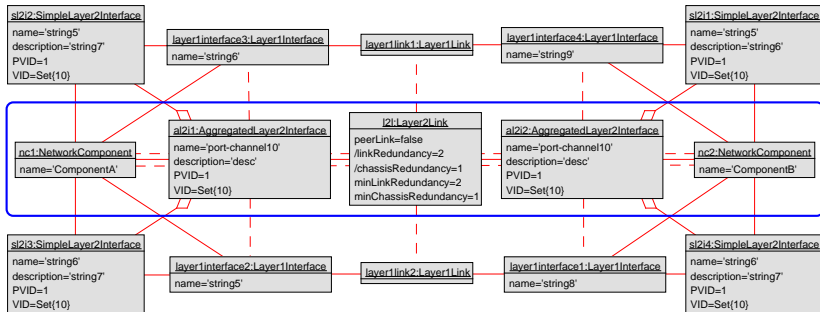 sl2i2:SimpleLayer2Interface
name='string5'
description='string7'
PVID=1
VID=Set{10}
layer1interface3:Layer1Interface
name='string6'
layer1link1:Layer1Link
layer1interface4:Layer1Interface
name='string9'
sl2i1:SimpleLayer2Interface
name='string5'
description='string6'
PVID=1
VID=Set{10}
nc1:NetworkComponent
name='ComponentA'
al2i1:AggregatedLayer2Interface
name='port-channel10'
description='desc'
PVID=1
VID=Set{10}
l2l:Layer2Link
peerLink=false
/linkRedundancy=2
/chassisRedundancy=1
minLinkRedundancy=2
minChassisRedundancy=1
al2i2:AggregatedLayer2Interface
name='port-channel10'
description='desc'
PVID=1
VID=Set{10}
nc2:NetworkComponent
name='ComponentB'
sl2i3:SimpleLayer2Interface
name='string6'
description='string7'
PVID=1
VID=Set{10}
layer1interface2:Layer1Interface
name='string5'
layer1link2:Layer1Link
layer1interface1:Layer1Interface
name='string8'
sl2i4:SimpleLayer2Interface
name='string6'
description='string7'
PVID=1
VID=Set{10}